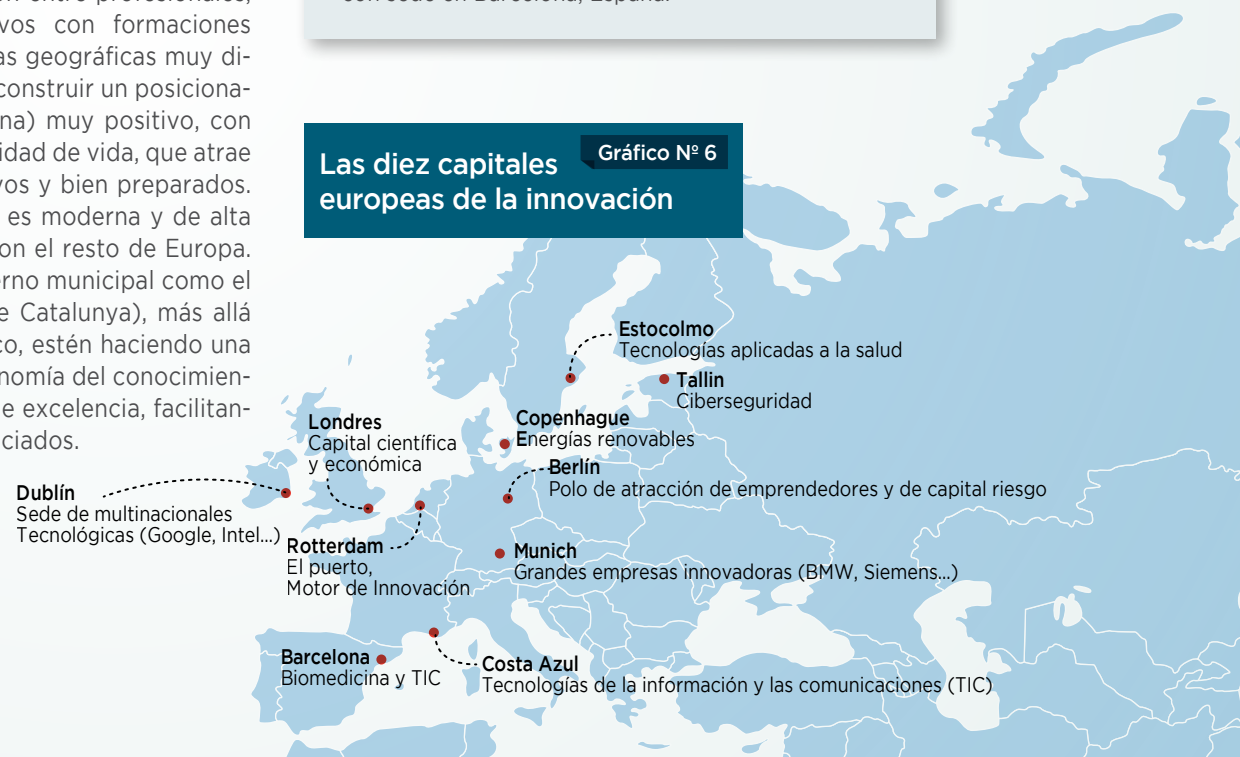 vos con formaciones
as geográficas muy di-
construir un posiciona-
na) muy positivo, con
idad de vida, que atrae
vos y bien preparados.
es moderna y de alta
on el resto de Europa.
erno municipal como el
e Catalunya), más allá
co, estén haciendo una
nomía del conocimien-
e excelencia, facilitan-
ciados.
Gráfico Nº 6
Las diez capitales
europeas de la innovación
Estocolmo
Tecnologías aplicadas a la salud
Tallin
Ciberseguridad
Copenhague
Energías renovables
Londres
Capital científica
y económica
Berlín
Polo de atracción de emprendedores y de capital riesgo
Dublín
Sede de multinacionales
Tecnológicas (Google, Intel...)
Rotterdam
El puerto,
Motor de Innovación
Munich
Grandes empresas innovadoras (BMW, Siemens...)
Barcelona
Biomedicina y TIC
Costa Azul
Tecnologías de la información y las comunicaciones (TIC)